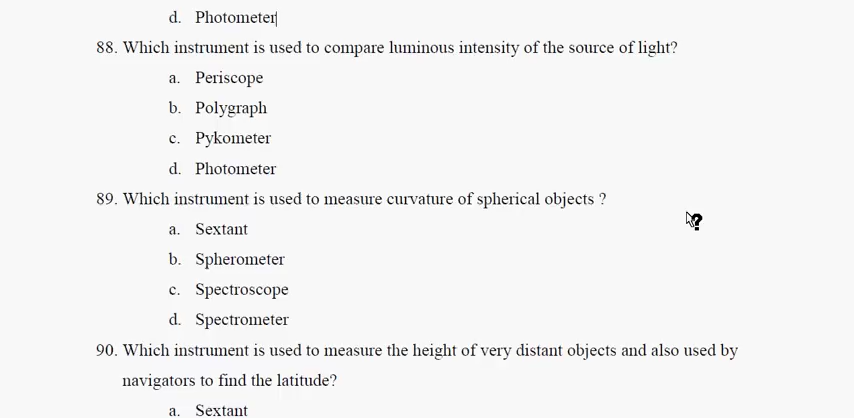 d. Photometer
88. Which instrument is used to compare luminous intensity of the source of light?
a. Periscope
b. Polygraph
c. Pykometer
d. Photometer
89. Which instrument is used to measure curvature of spherical objects ?
a. Sextant
b. Spherometer
c. Spectroscope
d. Spectrometer
90. Which instrument is used to measure the height of very distant objects and also used by
navigators to find the latitude?
a. Sextant